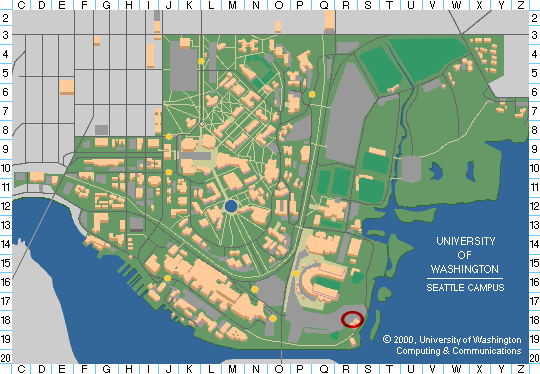 C D E F G H I J K L M N O P Q R S T U V W X Y Z
2 2
3 3
4 4
5 5
6 6
7 7
8 8
9 9
10 10
11 11
12 12
13 13
14 14
UNIVERSITY
OF
15 WASHINGTON 15
16 SEATTLE CAMPUS 16
17 17
18 18
19 © 2000, University of Washington 19
20 Computing & Communications 20
C D E F G H I J K L M N O P Q R S T U V W X Y Z